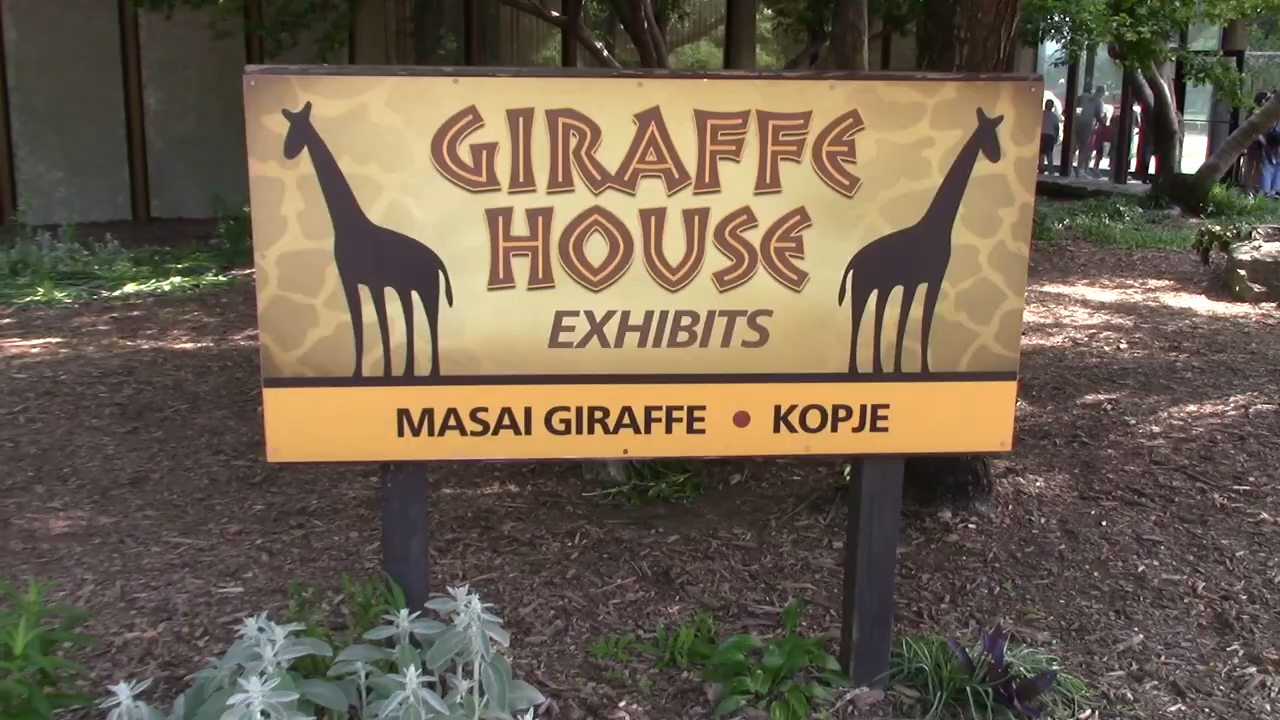 GIRAFFE
HOUSE
EXHIBITS
MASAI GIRAFFE • KOPJE